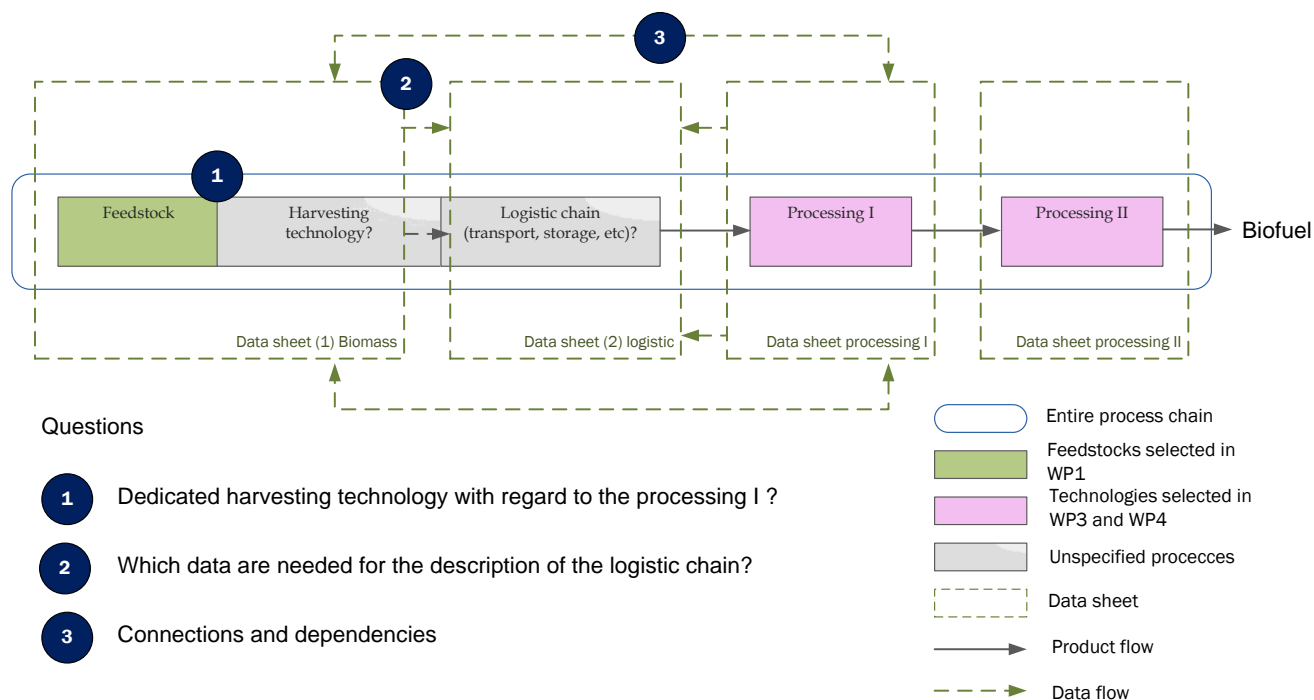 3
2
1
Feedstock
Harvesting
technology?
Logistic chain
(transport, storage, etc)?
Processing I
Processing II
Biofuel
Data sheet (1) Biomass
Data sheet (2) logistic
Data sheet processing I
Data sheet processing II
Questions
1 Dedicated harvesting technology with regard to the processing I ?
2 Which data are needed for the description of the logistic chain?
3 Connections and dependencies
Entire process chain
Feedstocks selected in
WP1
Technologies selected in
WP3 and WP4
Unspecified procecces
Data sheet
Product flow
Data flow